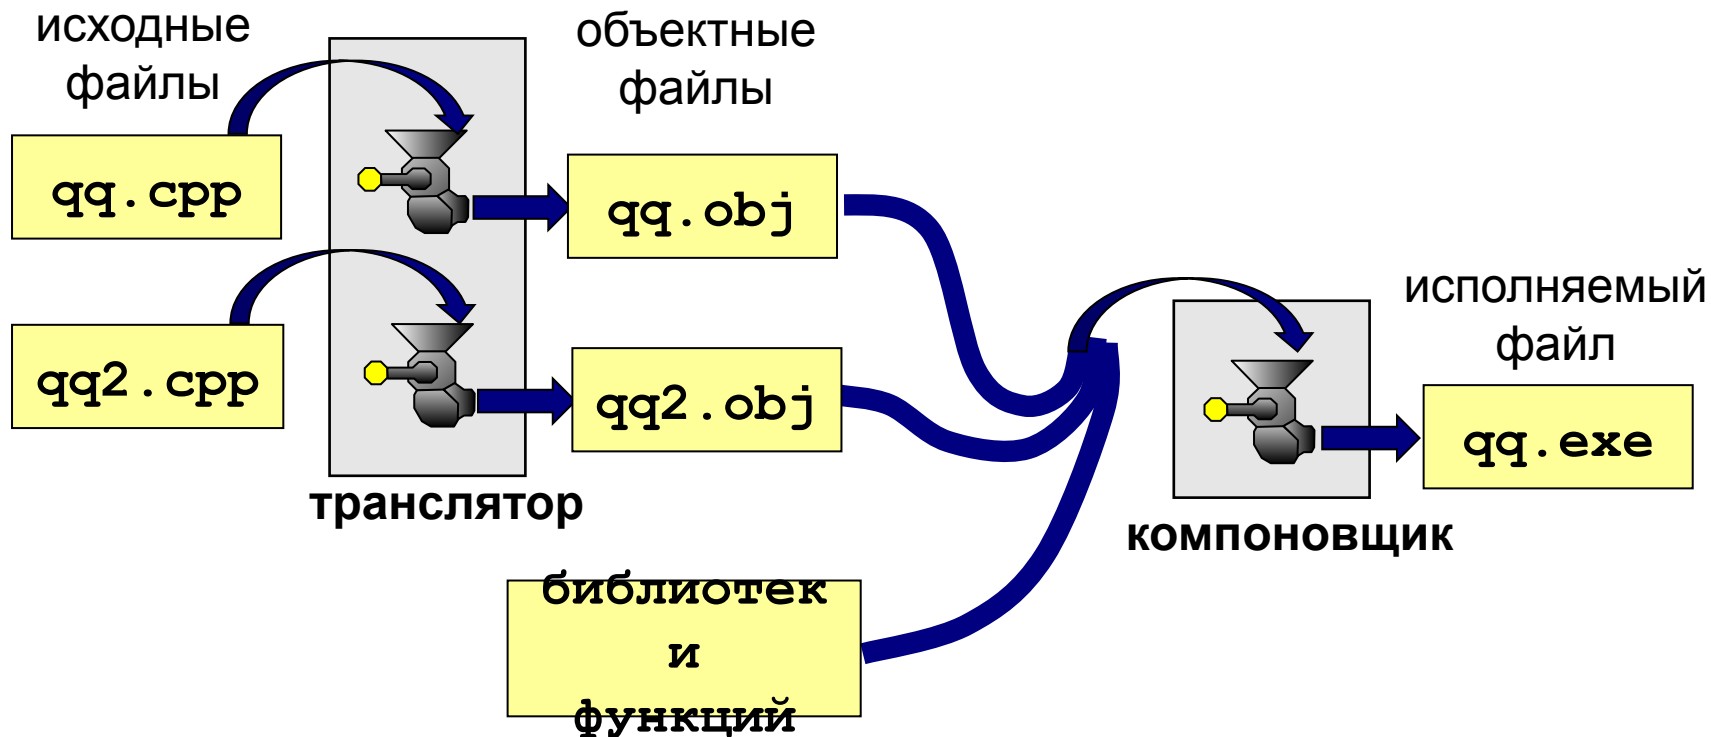 исходные
файлы
объектные
файлы
qq.cpp
qq.obj
исполняемый
файл
qq2.cpp
qq2.obj
qq.exe
транслятор
компоновщик
библиотек
и
функций